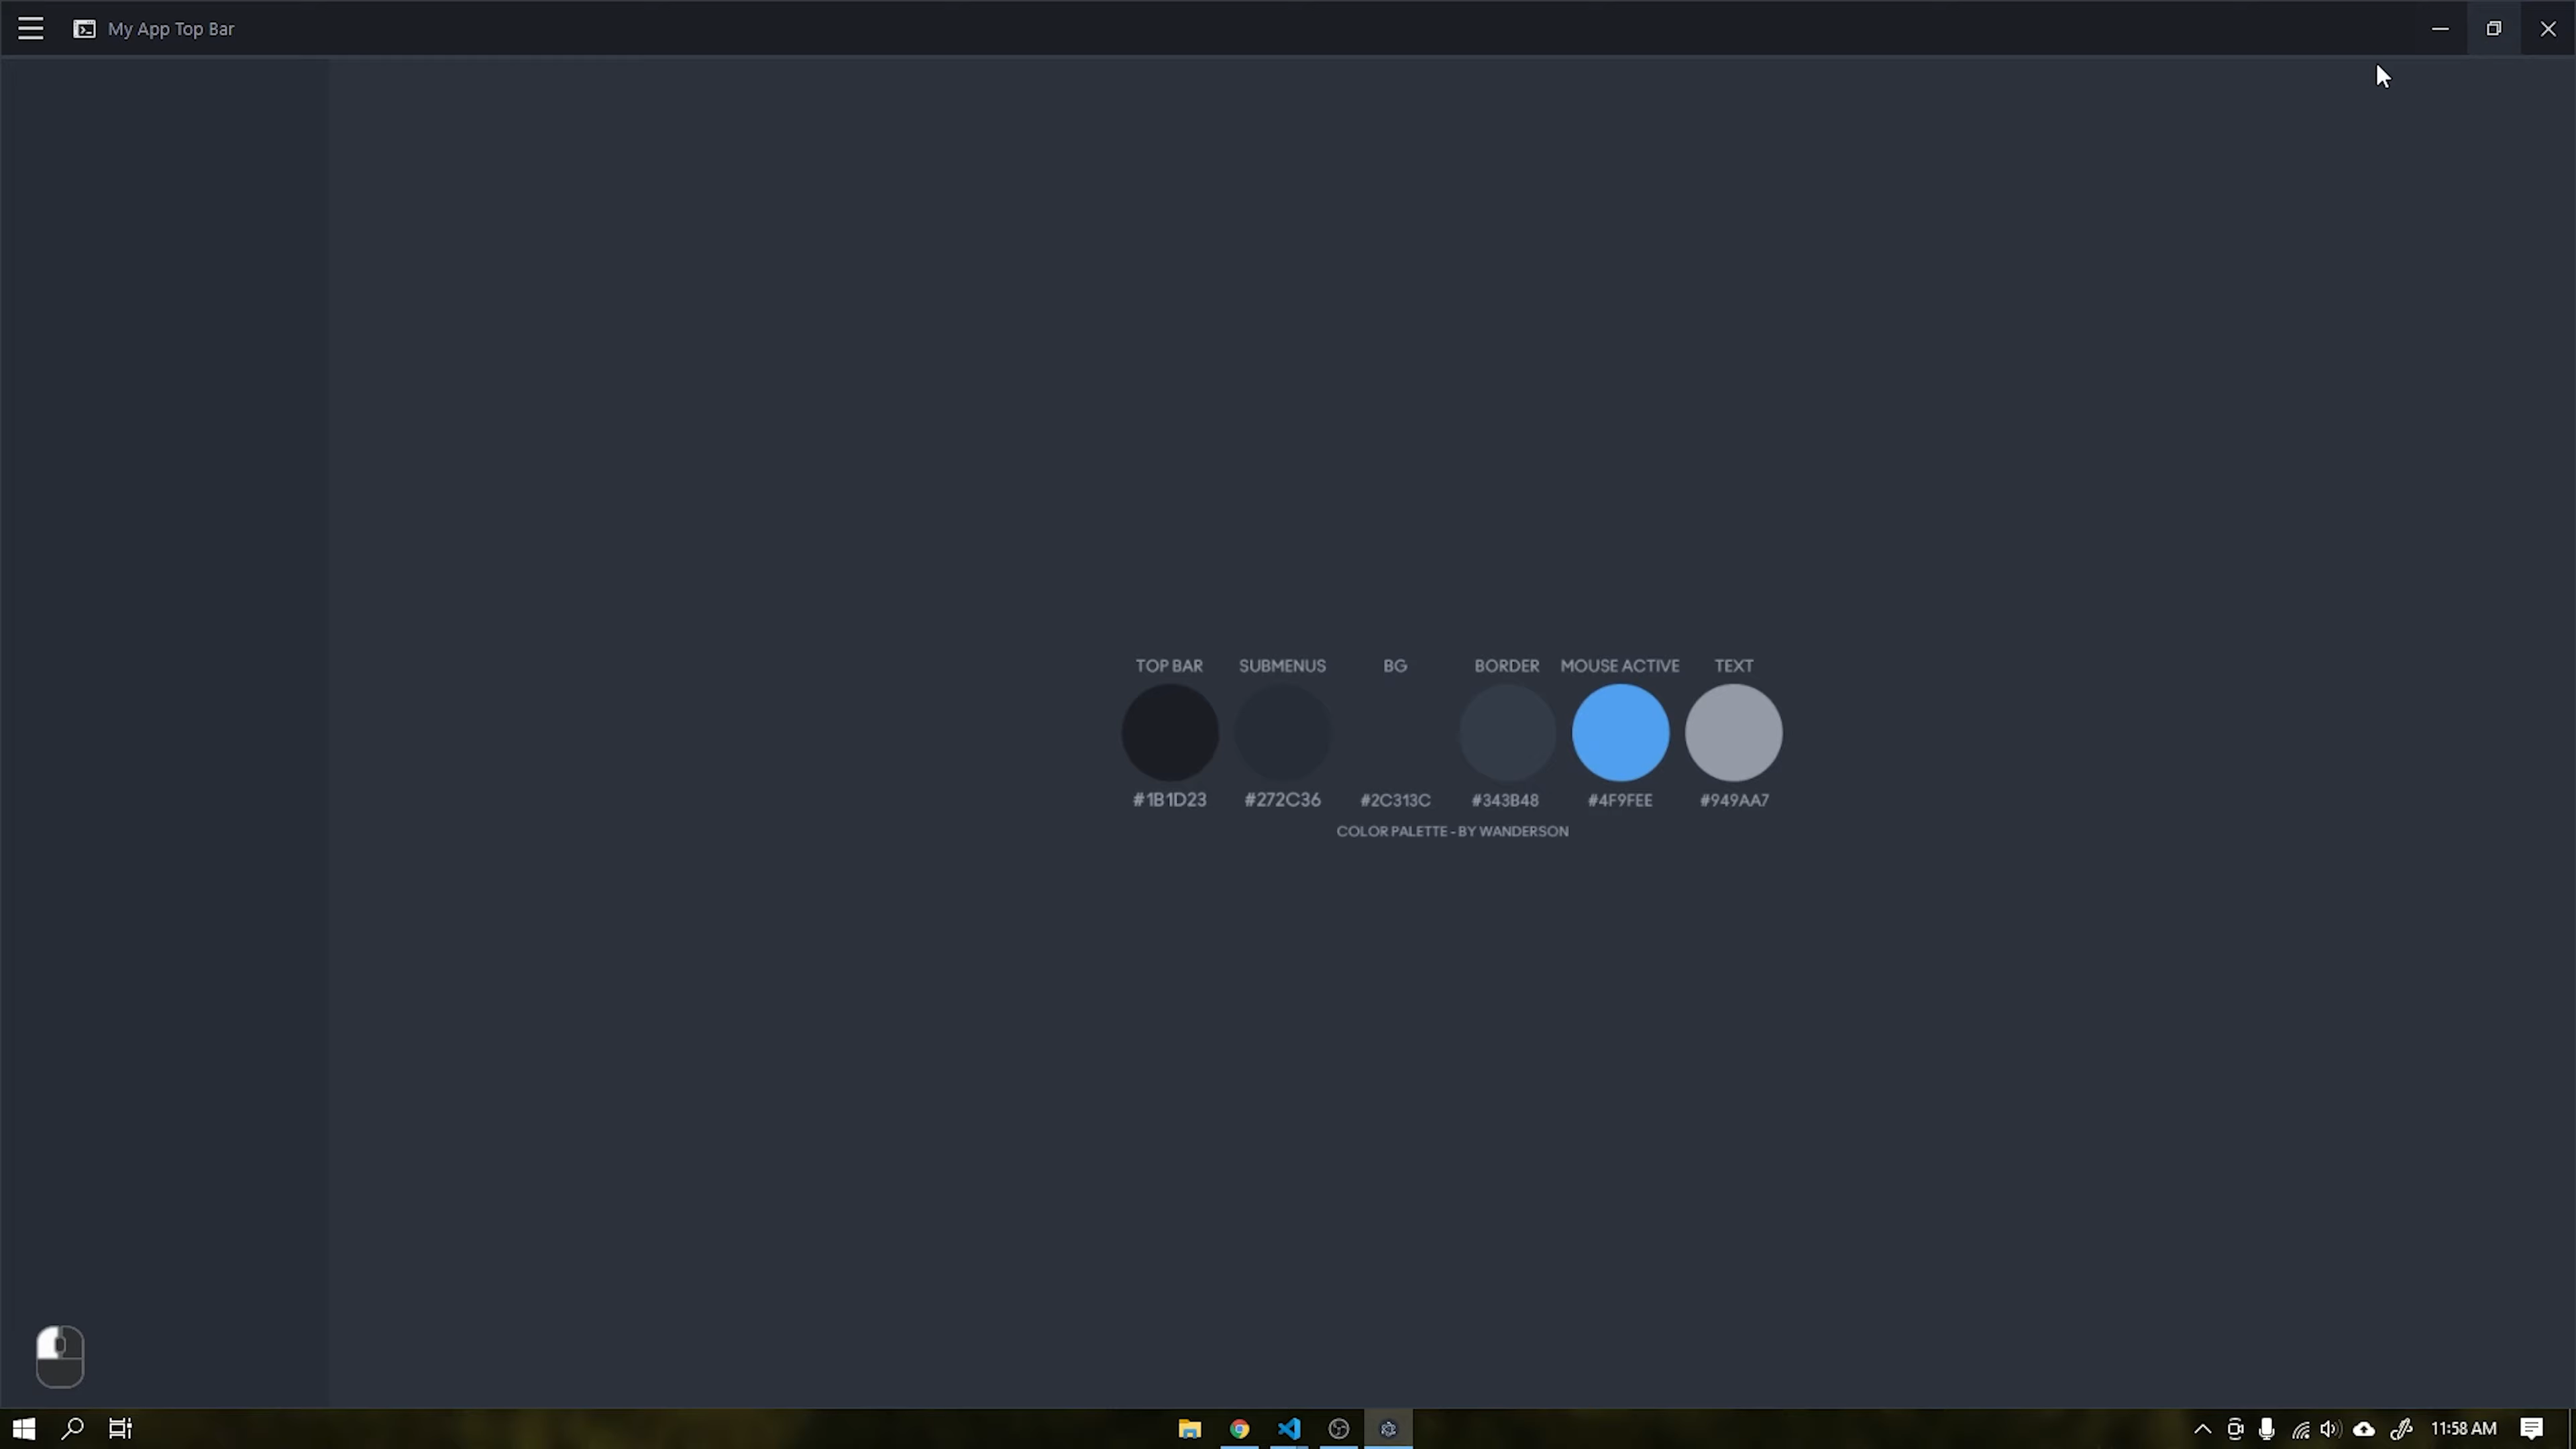 My App Top Bar
TOP BAR SUBMENUS BG BORDER MOUSE ACTIVE TEXT
#1B1D23 #272C36 #2C313C #343B48 #4F9FEE #949AA7
COLOR PALETTE - BY WANDERSON
11:58 AM